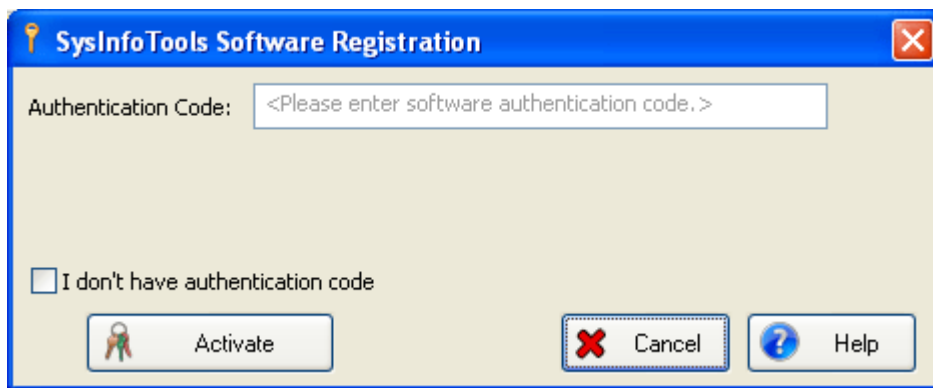 SysInfoTools Software Registration
Authentication Code: <Please enter software authentication code.>
I don't have authentication code
Activate Cancel Help